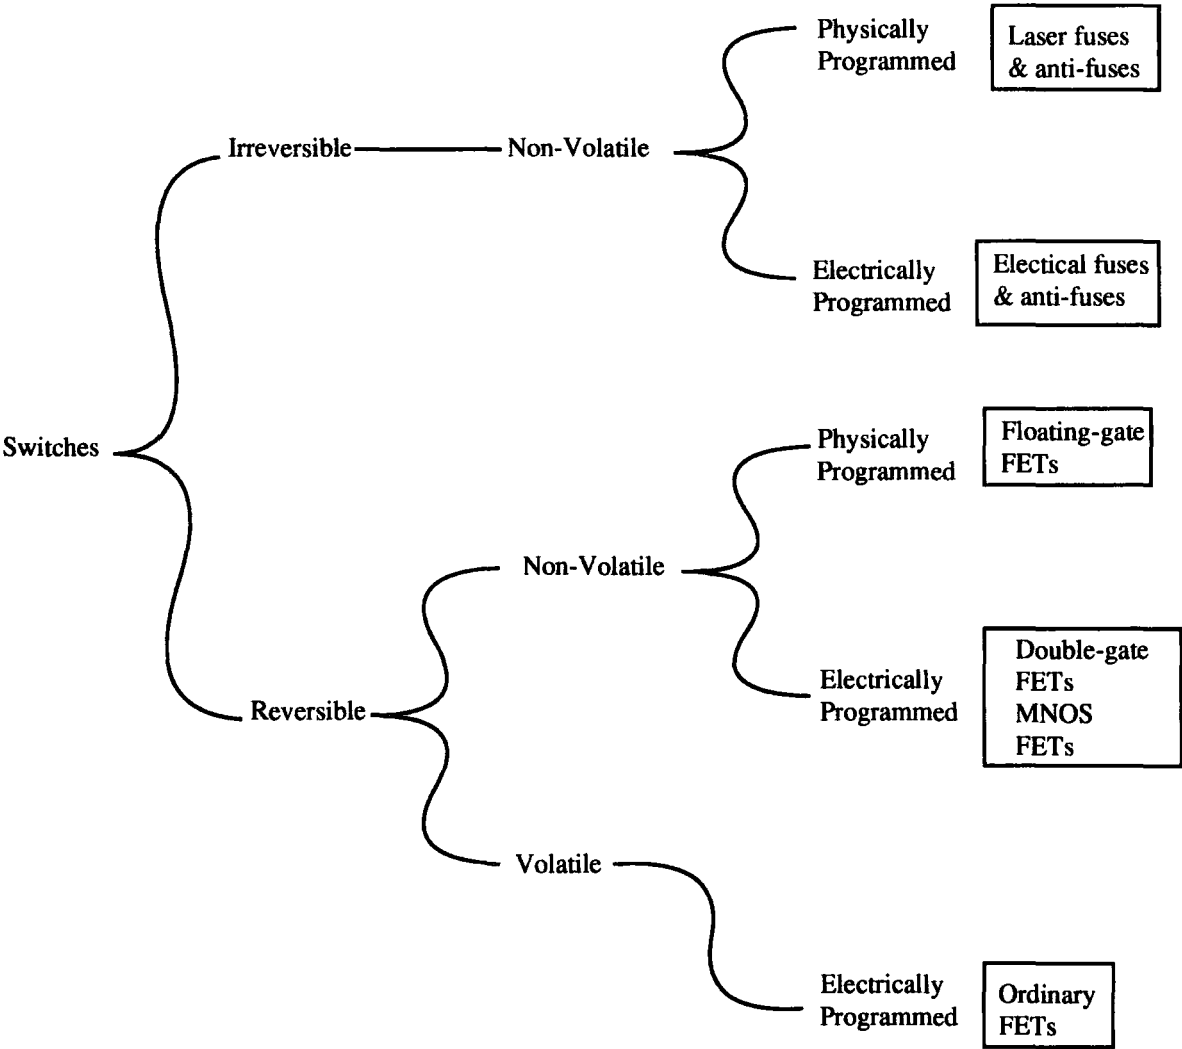 Physically
Programmed
Laser fuses
& anti-fuses
Irreversible
Non-Volatile
Electrically
Programmed
Electical fuses
& anti-fuses
Switches
Physically
Programmed
Floating-gate
FETs
Non-Volatile
Reversible
Electrically
Programmed
Double-gate
FETs
MNOS
FETs
Volatile
Electrically
Programmed
Ordinary
FETs